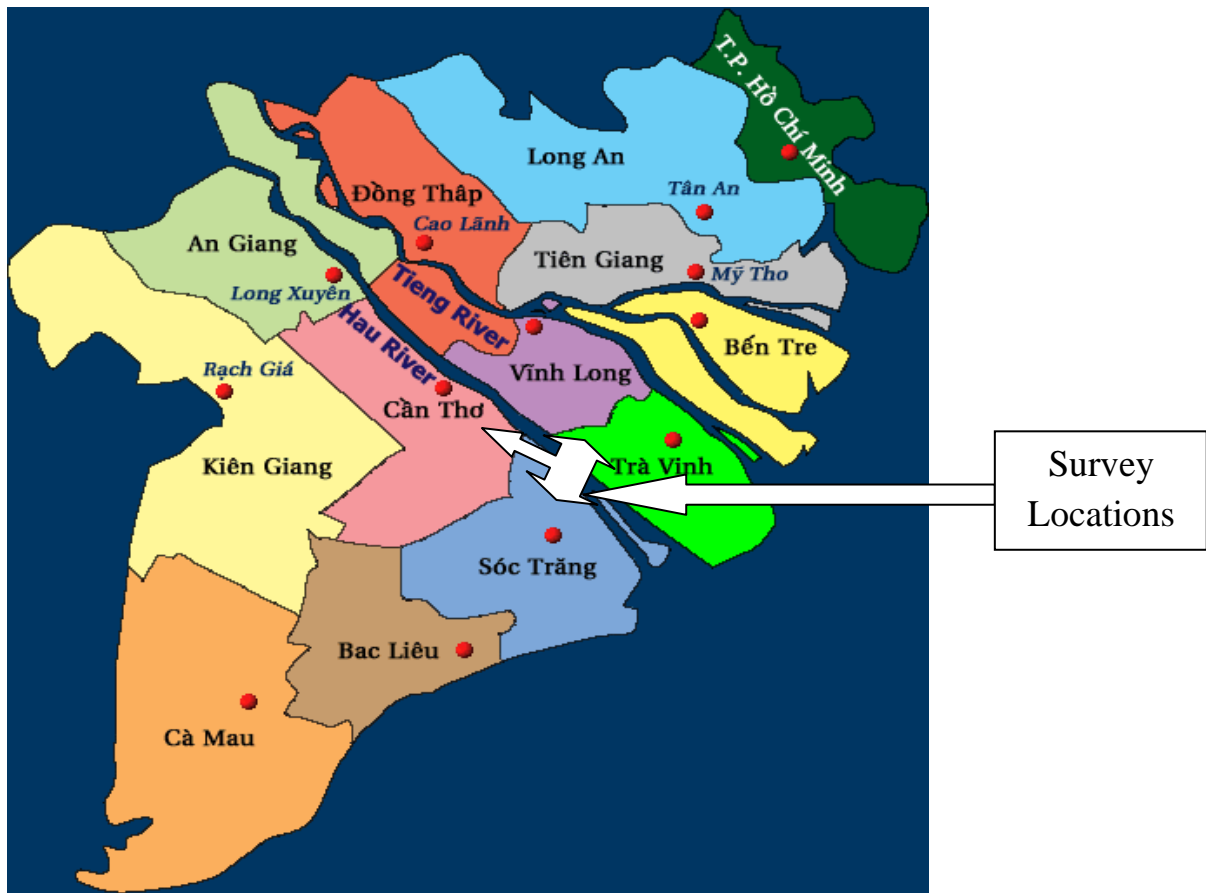 T.P. Hồ Chí Minh
Long An
Tân An
Đồng Thâp
Cao Lãnh
An Giang
Tiên Giang
Mỹ Tho
Long Xuyên
Tieng River
Hau River
Bến Tre
Rạch Giá
Vĩnh Long
Cần Thơ
Kiên Giang
Trà Vinh
Survey
Locations
Sóc Trăng
Bac Liêu
Cà Mau